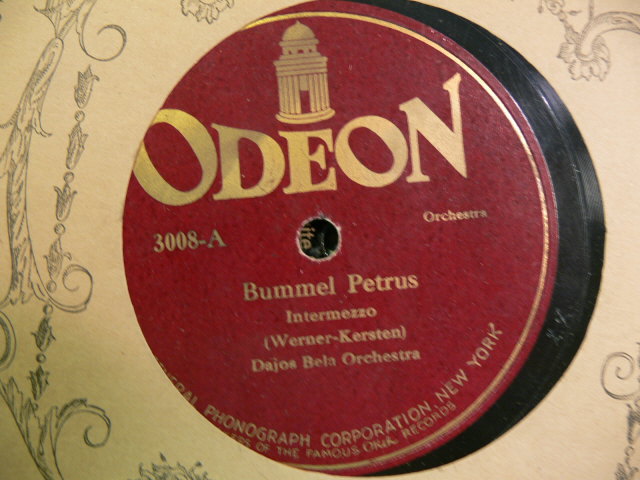 ODEON
Orchestra
3008-A
Bummel Petrus
Intermezzo
(Werner-Kersten)
Dajos Bela Orchestra
PHONOGRAPH CORPORATION, NEW YORK
OF THE FAMOUS Okeh RECORDS